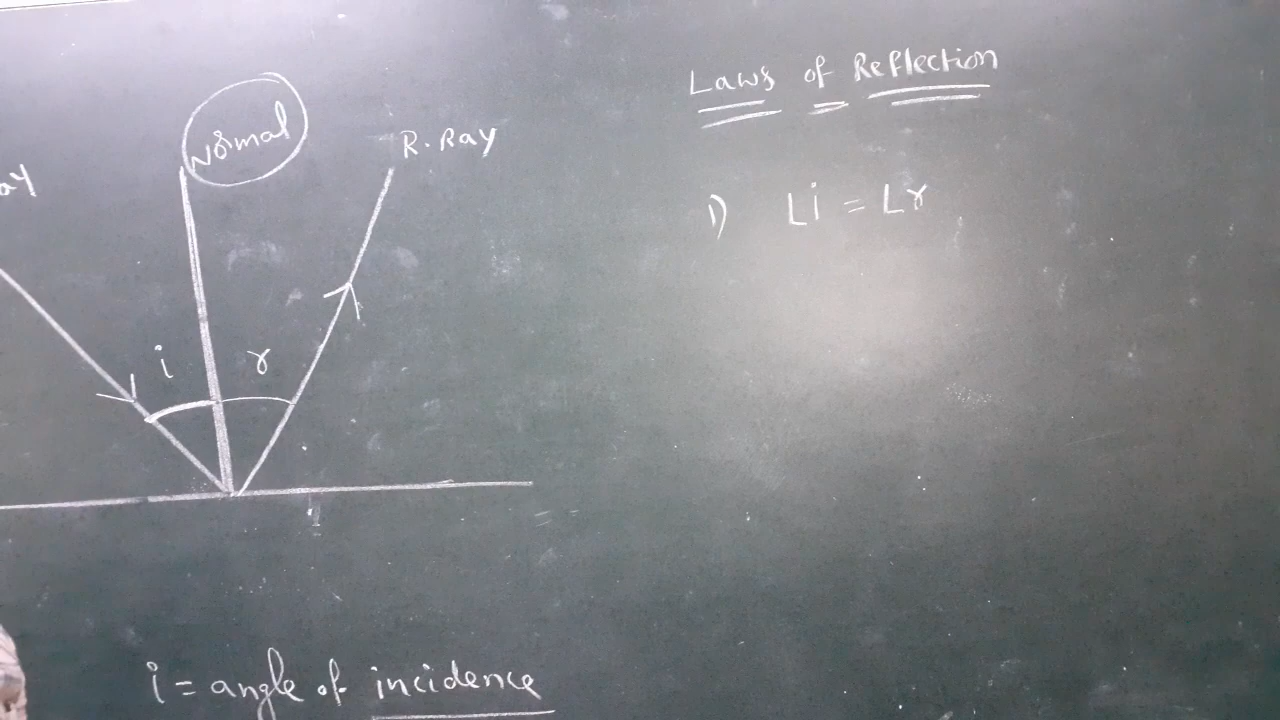 Laws of Reflection
Normal
R.Ray
ay
1) Li = Lr
i r
i = angle of incidence